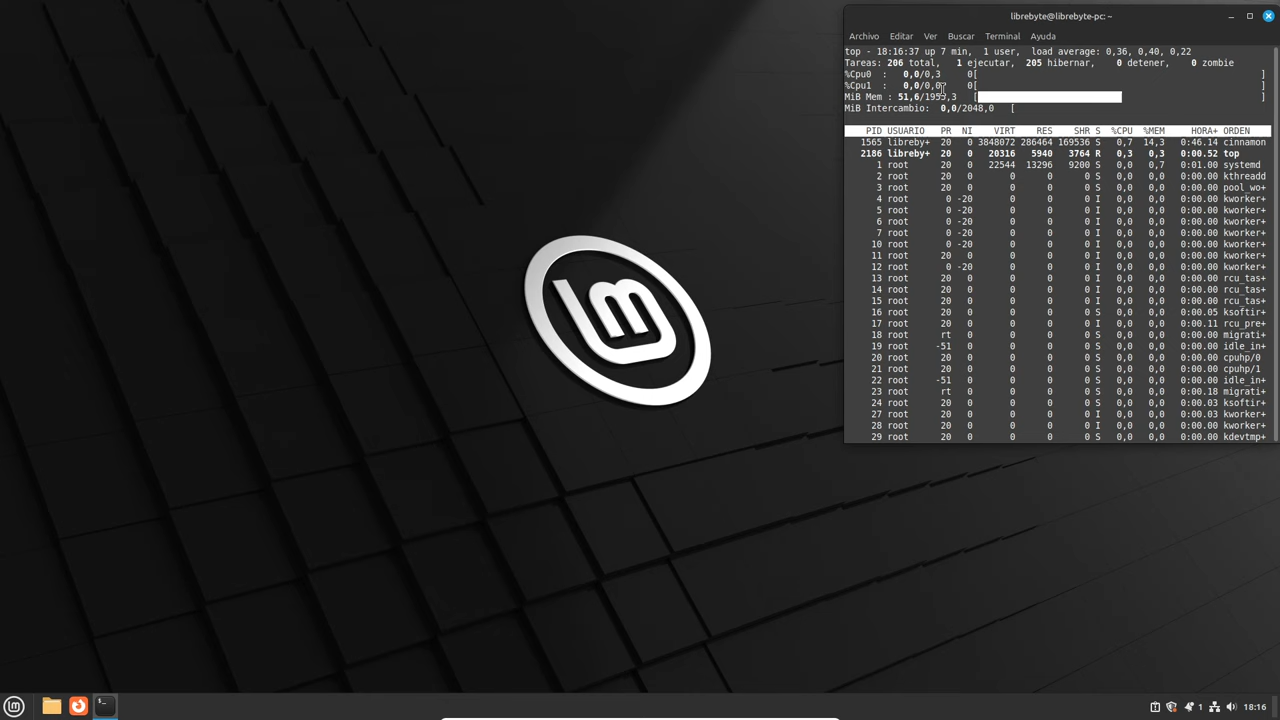 librebyte@librebyte-pc: ~
Archivo Editar Ver Buscar Terminal Ayuda
top - 18:16:37 up 7 min, 1 user, load average: 0,36, 0,40, 0,22
Tareas: 206 total, 1 ejecutar, 205 hibernar, 0 detener, 0 zombie
%Cpu0 : 0,0/0,3 0[ ]
%Cpu1 : 0,0/0,0 0[ ]
MiB Mem : 51,6/1953,3 [ ]
MiB Intercambio: 0,0/2048,0 [
PID USUARIO PR NI VIRT RES SHR S %CPU %MEM HORA+ ORDEN
1565 libreby+ 20 0 3848072 286464 169536 S 0,7 14,3 0:46.14 cinnamon
2186 libreby+ 20 0 20316 5940 3764 R 0,3 0,3 0:00.52 top
1 root 20 0 22544 13296 9200 S 0,0 0,7 0:01.00 systemd
2 root 20 0 0 0 0 S 0,0 0,0 0:00.00 kthreadd
3 root 20 0 0 0 0 S 0,0 0,0 0:00.00 pool_wo+
4 root 0 -20 0 0 0 I 0,0 0,0 0:00.00 kworker+
5 root 0 -20 0 0 0 I 0,0 0,0 0:00.00 kworker+
6 root 0 -20 0 0 0 I 0,0 0,0 0:00.00 kworker+
7 root 0 -20 0 0 0 I 0,0 0,0 0:00.00 kworker+
10 root 0 -20 0 0 0 I 0,0 0,0 0:00.00 kworker+
11 root 20 0 0 0 0 I 0,0 0,0 0:00.00 kworker+
12 root 0 -20 0 0 0 I 0,0 0,0 0:00.00 kworker+
13 root 20 0 0 0 0 I 0,0 0,0 0:00.00 rcu_tas+
14 root 20 0 0 0 0 I 0,0 0,0 0:00.00 rcu_tas+
15 root 20 0 0 0 0 I 0,0 0,0 0:00.00 rcu_tas+
16 root 20 0 0 0 0 S 0,0 0,0 0:00.05 ksoftir+
17 root 20 0 0 0 0 I 0,0 0,0 0:00.11 rcu_pre+
18 root rt 0 0 0 0 S 0,0 0,0 0:00.00 migrati+
19 root -51 0 0 0 0 S 0,0 0,0 0:00.00 idle_in+
20 root 20 0 0 0 0 S 0,0 0,0 0:00.00 cpuhp/0
21 root 20 0 0 0 0 S 0,0 0,0 0:00.00 cpuhp/1
22 root -51 0 0 0 0 S 0,0 0,0 0:00.00 idle_in+
23 root rt 0 0 0 0 S 0,0 0,0 0:00.18 migrati+
24 root 20 0 0 0 0 S 0,0 0,0 0:00.03 ksoftir+
27 root 20 0 0 0 0 I 0,0 0,0 0:00.03 kworker+
28 root 20 0 0 0 0 I 0,0 0,0 0:00.00 kworker+
29 root 20 0 0 0 0 S 0,0 0,0 0:00.00 kdevtmp+
1 18:16